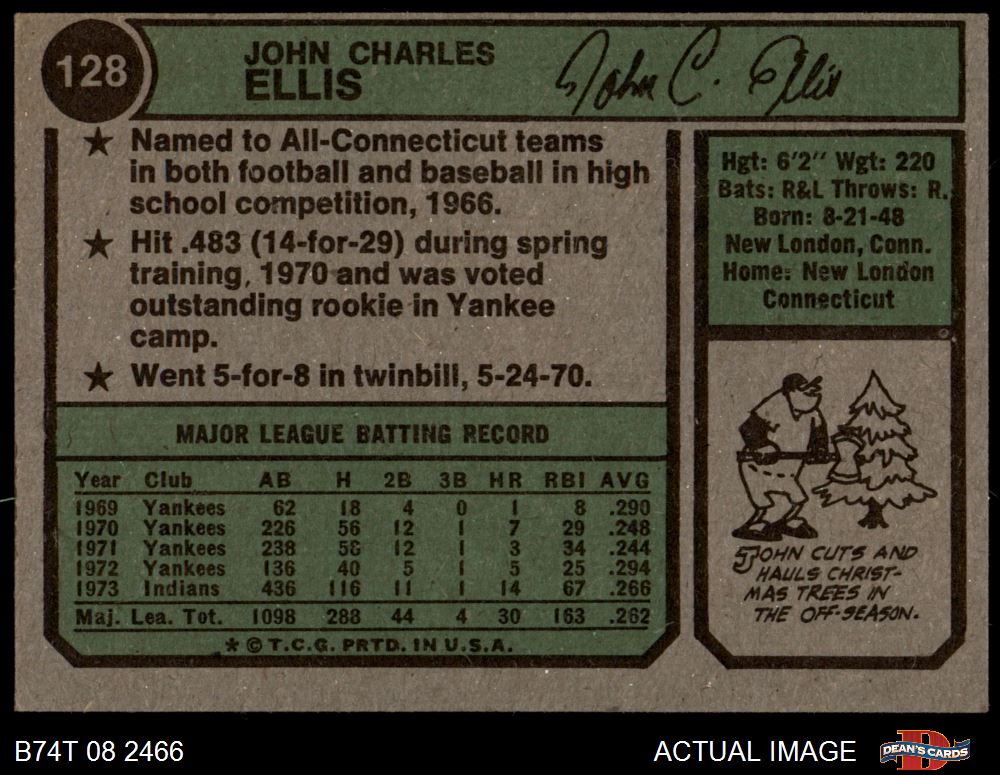 128
JOHN CHARLES
ELLIS
John C. Ellis
★ Named to All-Connecticut teams
in both football and baseball in high
school competition, 1966.
★ Hit .483 (14-for-29) during spring
training, 1970 and was voted
outstanding rookie in Yankee
camp.
★ Went 5-for-8 in twinbill, 5-24-70.
Hgt: 6'2" Wgt: 220
Bats: R&L Throws: R.
Born: 8-21-48
New London, Conn.
Home: New London
Connecticut
MAJOR LEAGUE BATTING RECORD
Year Club AB H 2B 3B HR RBI AVG
1969 Yankees 62 18 4 0 1 8 .290
1970 Yankees 226 56 12 1 7 29 .248
1971 Yankees 238 58 12 1 3 34 .244
1972 Yankees 136 40 5 1 5 25 .294
1973 Indians 436 116 11 1 14 67 .266
Maj. Lea. Tot. 1098 288 44 4 30 163 .262
* © T.C.G. PRTD. IN U.S.A.
JOHN CUTS AND
HAULS CHRIST-
MAS TREES IN
THE OFF-SEASON.
B74T 08 2466
ACTUAL IMAGE
D
DEAN'S CARDS